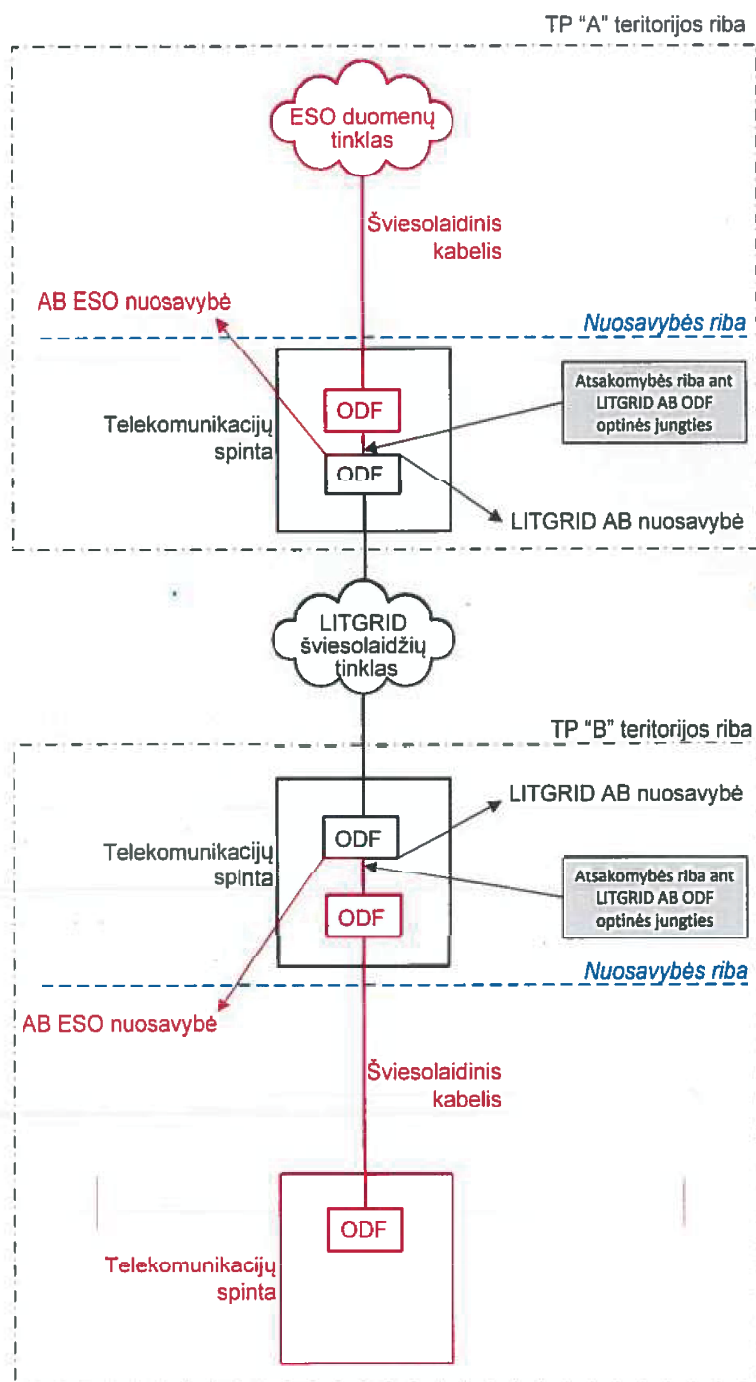 TP “A” teritorijos riba
ESO duomenų
tinklas
Šviesolaidinis
kabelis
AB ESO nuosavybė
Nuosavybės riba
Atsakomybės riba ant
LITGRID AB ODF
optinės jungties
ODF
Telekomunikacijų
spinta
ODF
LITGRID AB nuosavybė
LITGRID
šviesolaidžių
tinklas
TP “B” teritorijos riba
LITGRID AB nuosavybė
ODF
Telekomunikacijų
spinta
Atsakomybės riba ant
LITGRID AB ODF
optinės jungties
ODF
Nuosavybės riba
AB ESO nuosavybė
Šviesolaidinis
kabelis
ODF
Telekomunikacijų
spinta